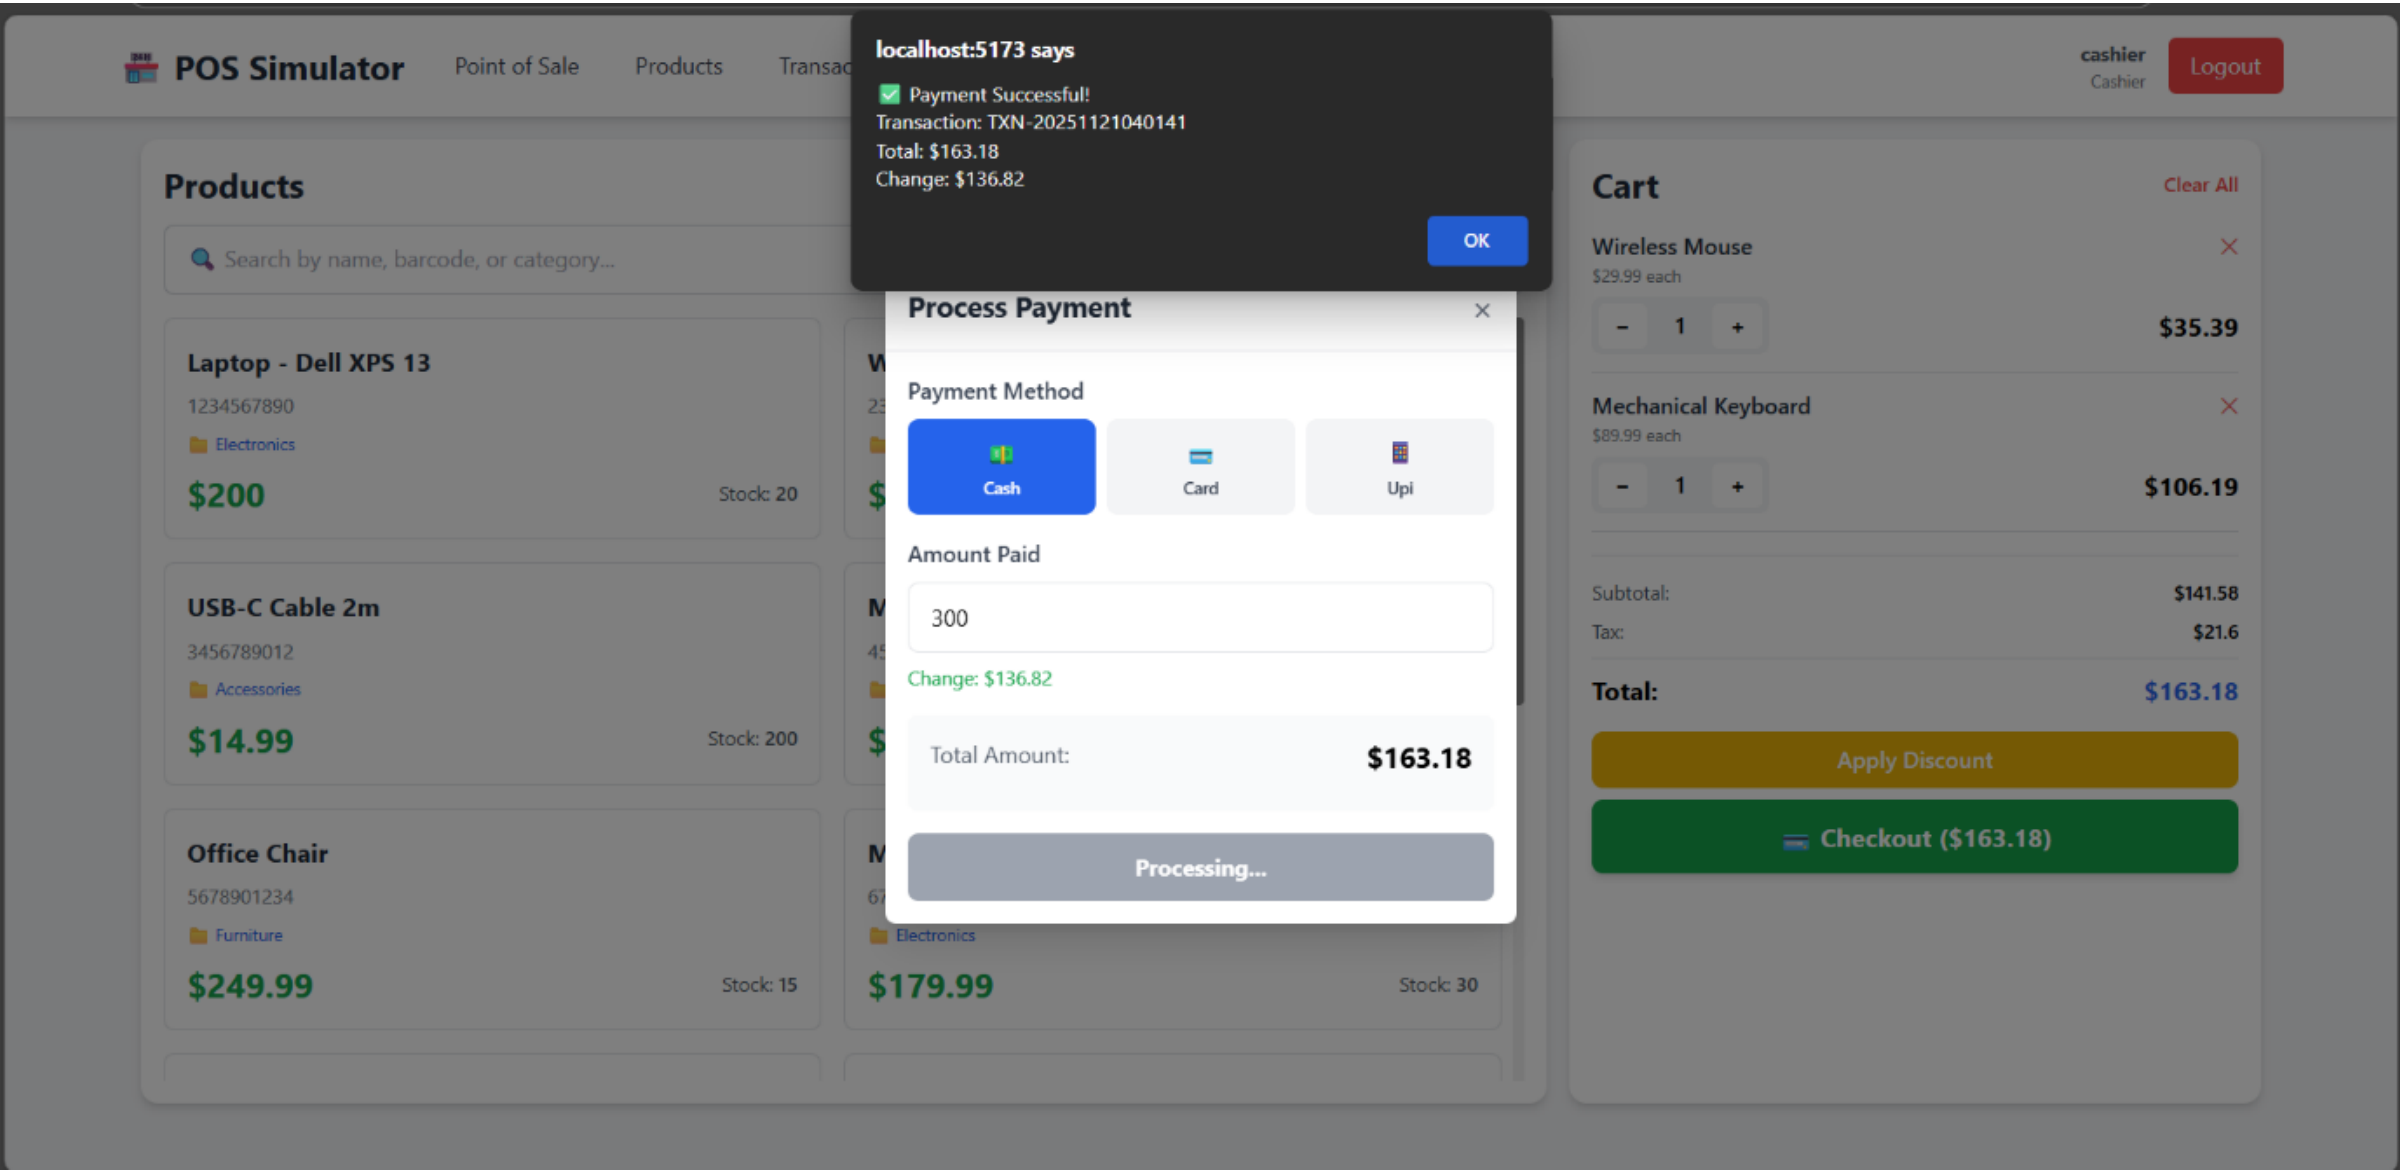 localhost:5173 says
✅ Payment Successful!
Transaction: TXN-20251121040141
Total: $163.18
Change: $136.82
OK
POS Simulator
Point of Sale
Products
Transac
cashier
Cashier
Logout
Products
Search by name, barcode, or category...
Laptop - Dell XPS 13
1234567890
Electronics
$200
Stock: 20
W
23
$
USB-C Cable 2m
3456789012
Accessories
$14.99
Stock: 200
M
45
$
Office Chair
5678901234
Furniture
$249.99
Stock: 15
M
67
Electronics
$179.99
Stock: 30
Process Payment
×
Payment Method
Cash
Card
Upi
Amount Paid
300
Change: $136.82
Total Amount:
$163.18
Processing...
Cart
Clear All
Wireless Mouse
$29.99 each
− 1 +
$35.39
Mechanical Keyboard
$89.99 each
− 1 +
$106.19
Subtotal:
$141.58
Tax:
$21.6
Total:
$163.18
Apply Discount
Checkout ($163.18)